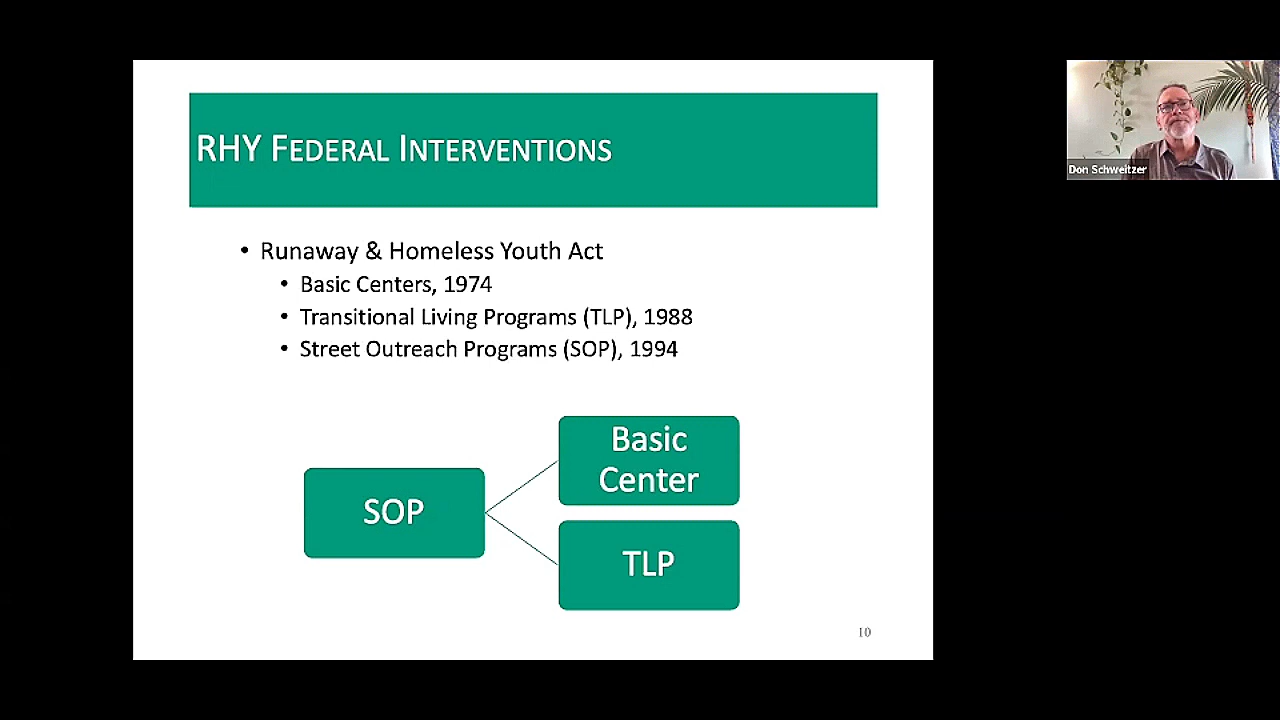 RHY FEDERAL INTERVENTIONS
• Runaway & Homeless Youth Act
• Basic Centers, 1974
• Transitional Living Programs (TLP), 1988
• Street Outreach Programs (SOP), 1994
Basic
Center
SOP
TLP
10
Don Schweitzer